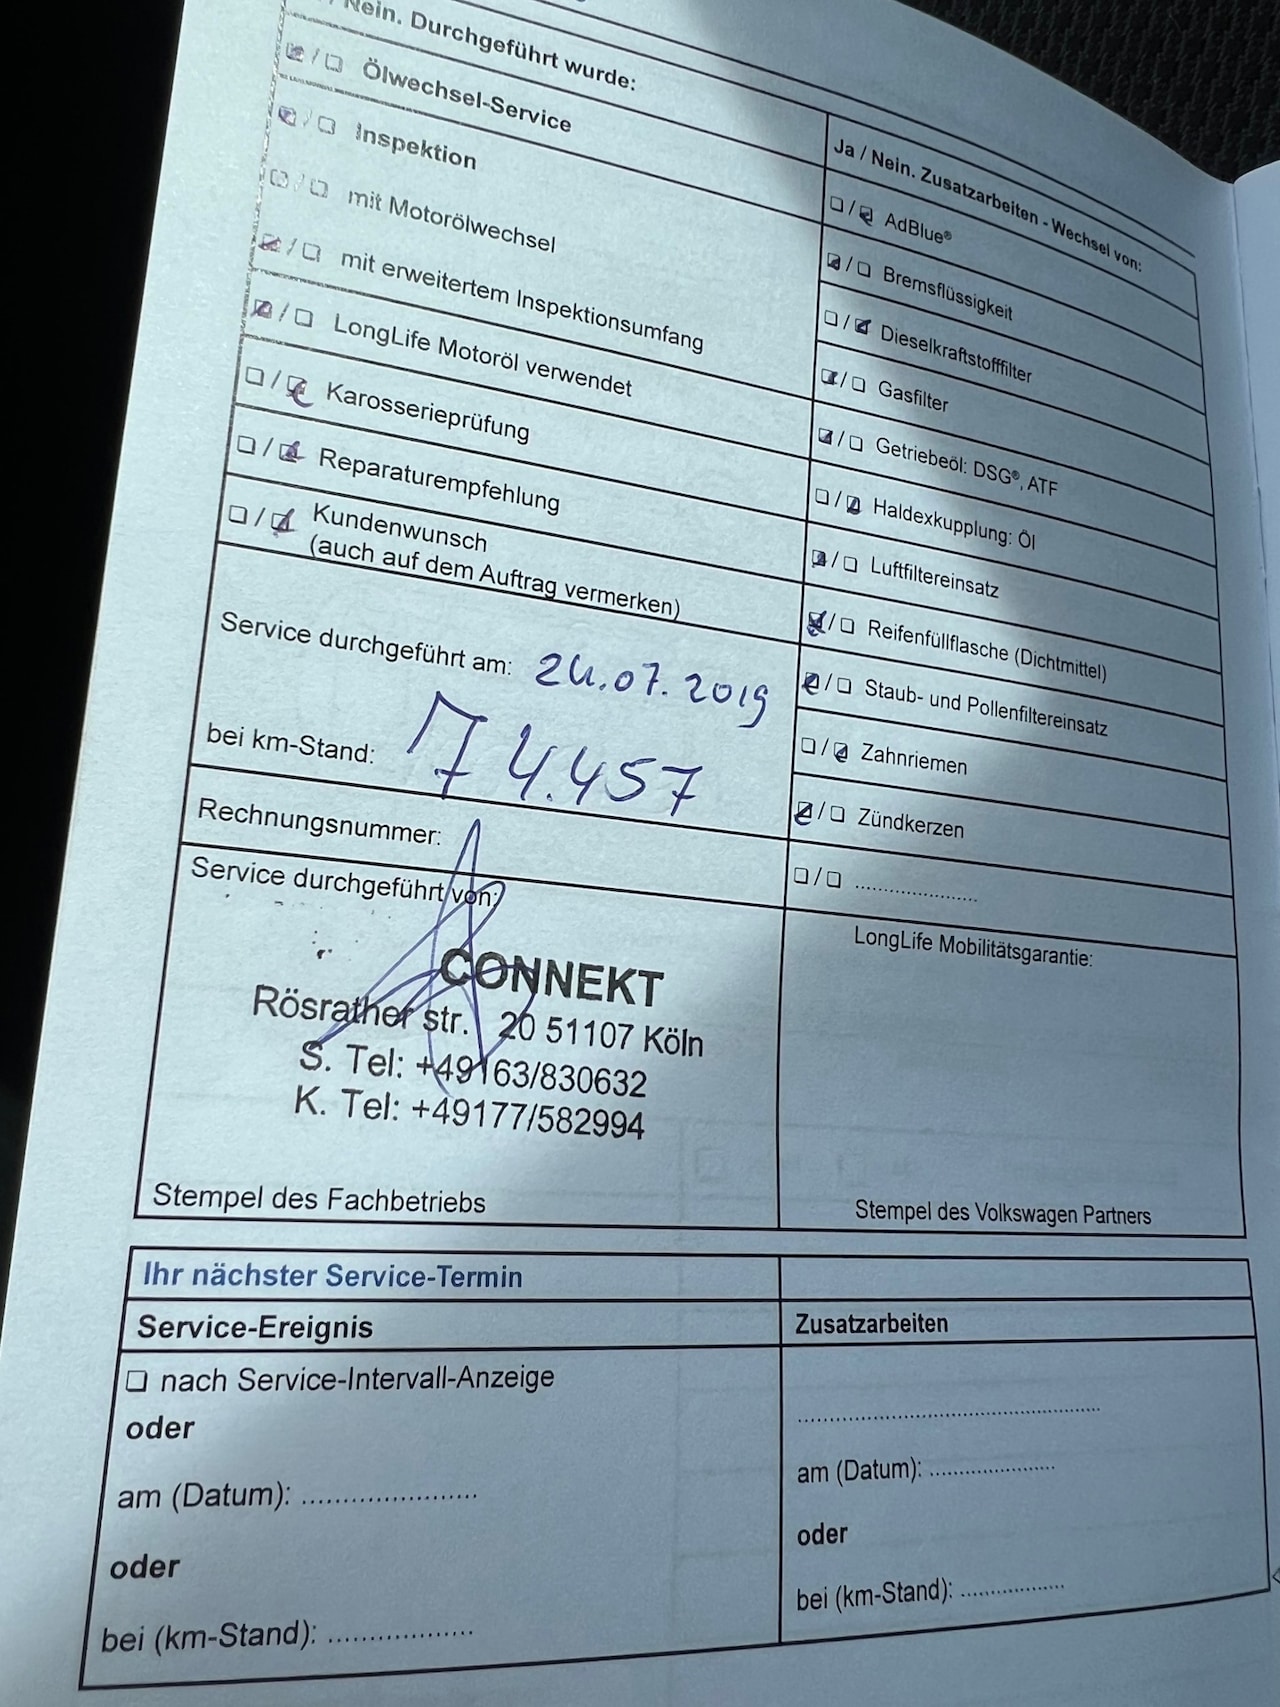 Nein. Durchgeführt wurde:
Ölwechsel-Service
Inspektion
mit Motorölwechsel
mit erweitertem Inspektionsumfang
LongLife Motoröl verwendet
Karosserieprüfung
Reparaturempfehlung
Kundenwunsch
(auch auf dem Auftrag vermerken)
Service durchgeführt am: 24.07.2019
bei km-Stand: 74.457
Rechnungsnummer:
Service durchgeführt von:
CONNEKT
Rösrather str. 20 51107 Köln
S. Tel: +49163/830632
K. Tel: +49177/582994
Stempel des Fachbetriebs
Ja / Nein. Zusatzarbeiten - Wechsel von:
AdBlue®
Bremsflüssigkeit
Dieselkraftstofffilter
Gasfilter
Getriebeöl: DSG®, ATF
Haldexkupplung: Öl
Luftfiltereinsatz
Reifenfüllflasche (Dichtmittel)
Staub- und Pollenfiltereinsatz
Zahnriemen
Zündkerzen
LongLife Mobilitätsgarantie:
Stempel des Volkswagen Partners
Ihr nächster Service-Termin
Service-Ereignis
nach Service-Intervall-Anzeige
oder
am (Datum):
oder
bei (km-Stand):
Zusatzarbeiten
am (Datum):
oder
bei (km-Stand):